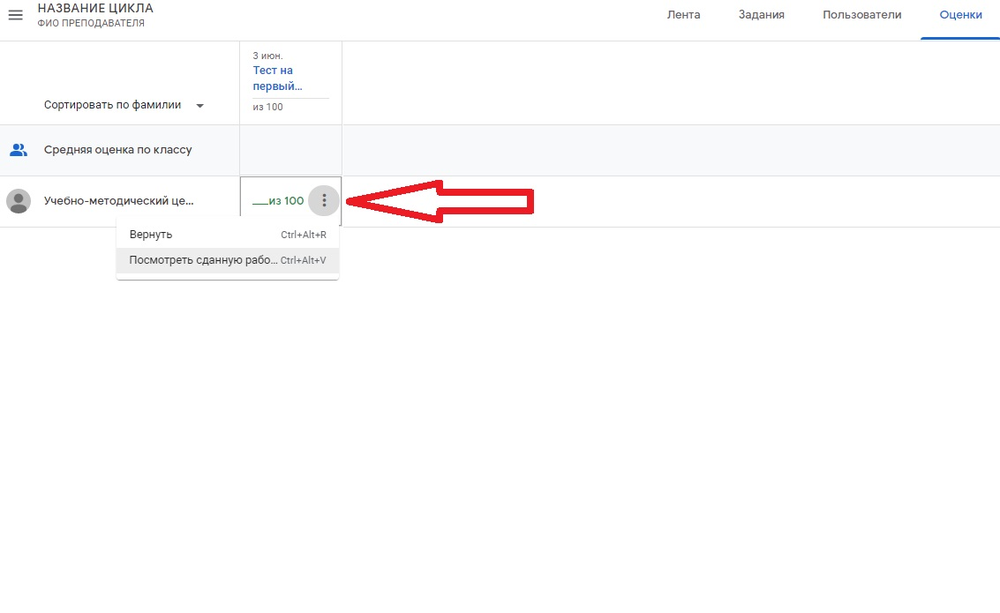 НАЗВАНИЕ ЦИКЛА
ФИО ПРЕПОДАВАТЕЛЯ
Лента
Задания
Пользователи
Оценки
3 июн.
Тест на
первый...
из 100
Сортировать по фамилии
Средняя оценка по классу
Учебно-методический це...
__из 100
Вернуть Ctrl+Alt+R
Посмотреть сданную рабо... Ctrl+Alt+V